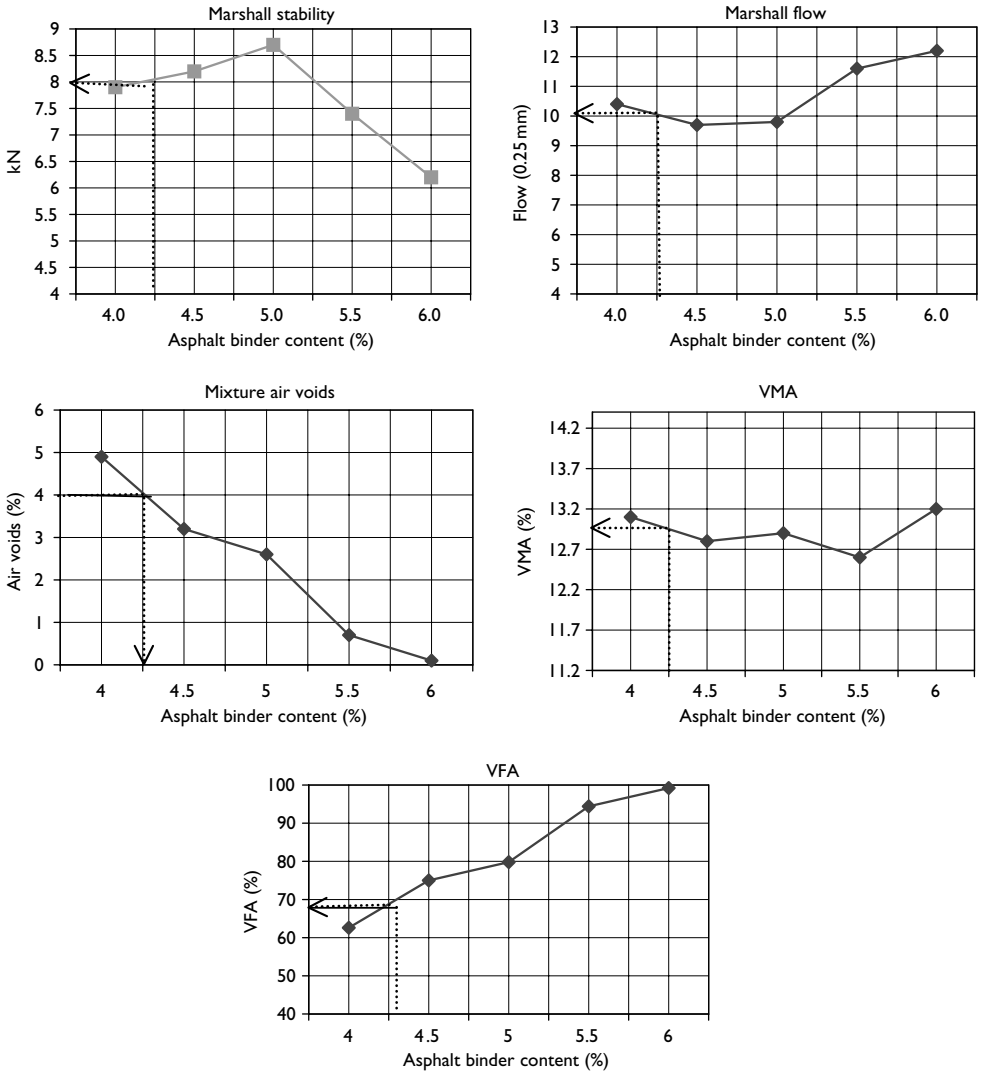 Marshall stability
9
8.5
8
7.5
7
6.5
6
5.5
5
4.5
4
kN
4.0 4.5 5.0 5.5 6.0
Asphalt binder content (%)
Marshall flow
13
12
11
10
9
8
7
6
5
4
Flow (0.25 mm)
4.0 4.5 5.0 5.5 6.0
Asphalt binder content (%)
Mixture air voids
6
5
4
3
2
1
0
Air voids (%)
4 4.5 5 5.5 6
Asphalt binder content (%)
VMA
14.2
13.7
13.2
12.7
12.2
11.7
11.2
VMA (%)
4 4.5 5 5.5 6
Asphalt binder content (%)
VFA
100
90
80
70
60
50
40
VFA (%)
4 4.5 5 5.5 6
Asphalt binder content (%)